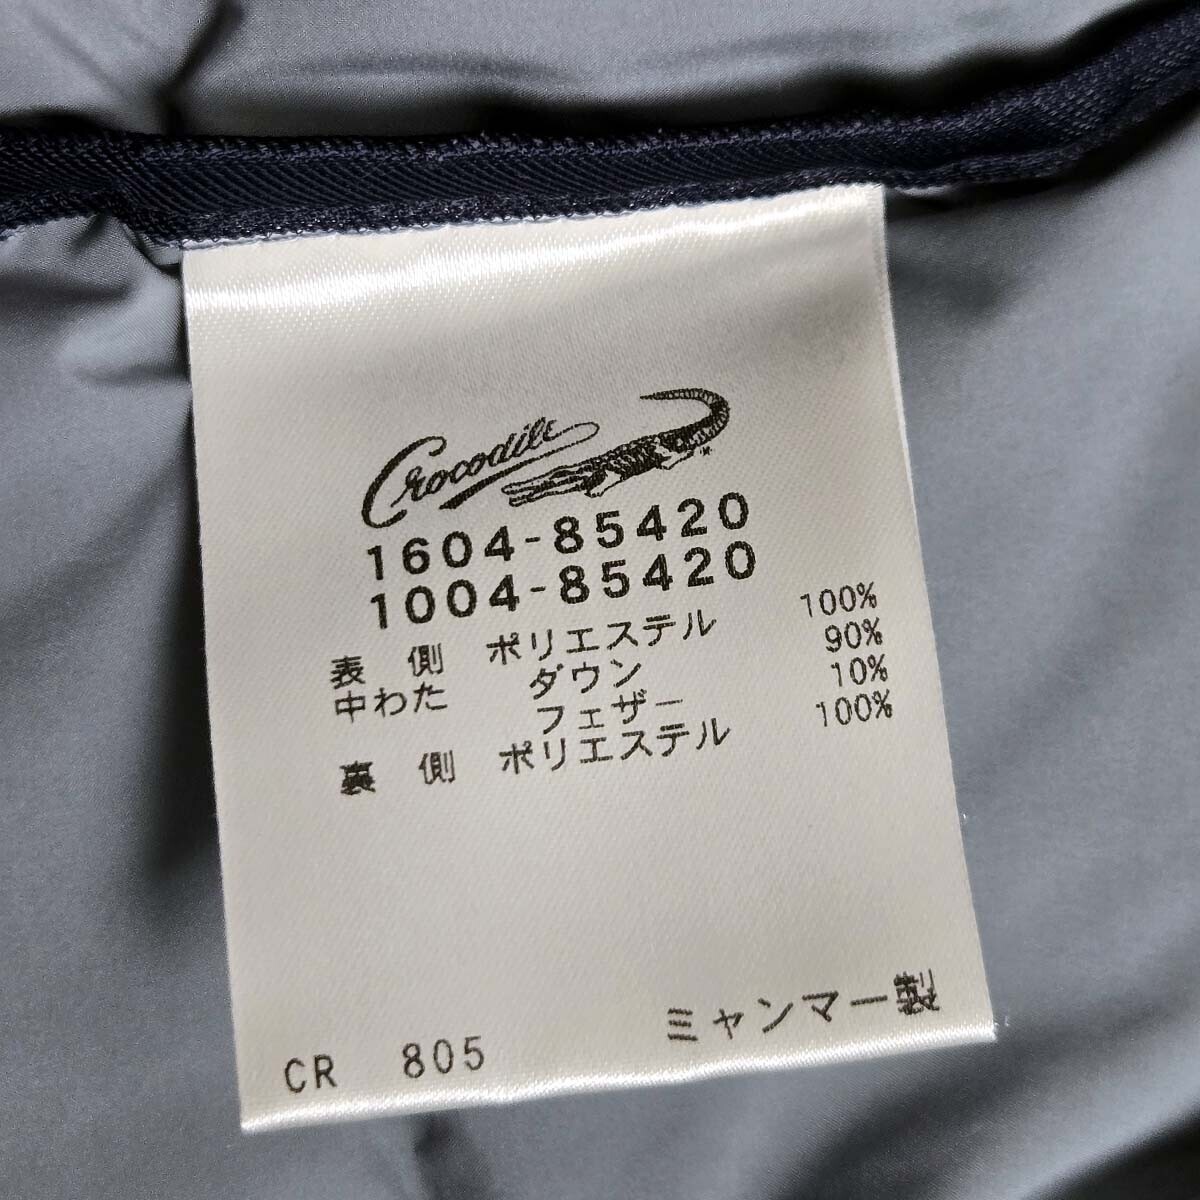 Crocodile
1604-85420
1004-85420
表 側 ポリエステル 100%
中わた ダウン 90%
フェザー 10%
裏 側 ポリエステル 100%
ミャンマー製
CR 805